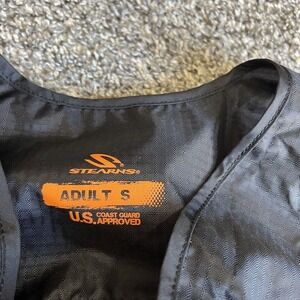 STEARNS®
ADULT S
U.S. COAST GUARD APPROVED